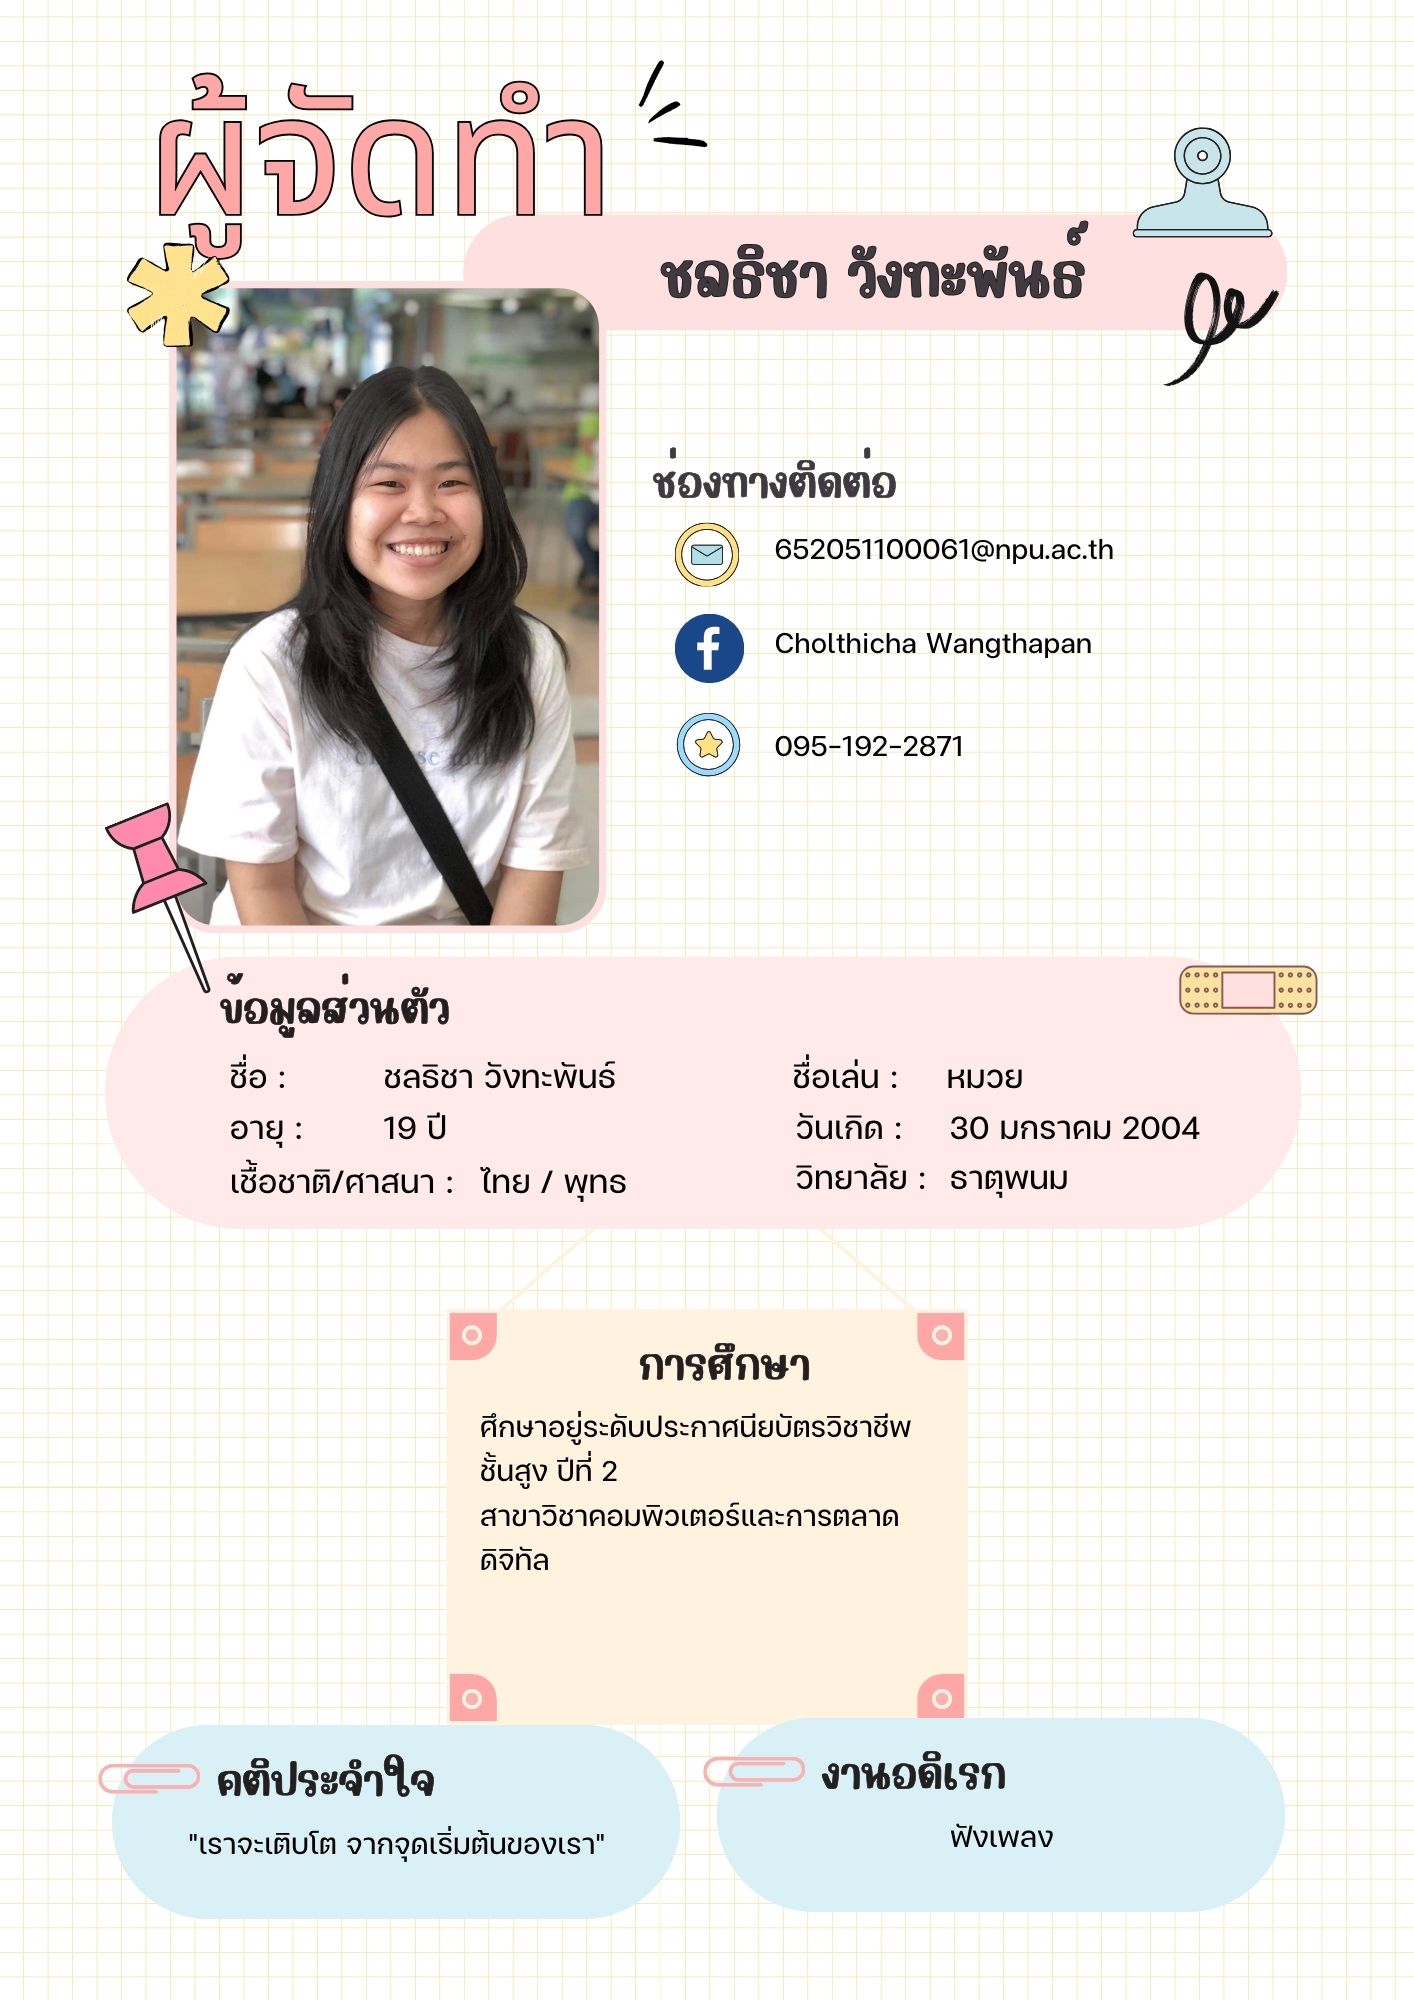 ผู้จัดทำ
ชลธิชา วังทะพันธ์
ช่องทางติดต่อ
652051100061@npu.ac.th
Cholthicha Wangthapan
095-192-2871
ข้อมูลส่วนตัว
ชื่อ : ชลธิชา วังทะพันธ์ ชื่อเล่น : หมวย
อายุ : 19 ปี วันเกิด : 30 มกราคม 2004
เชื้อชาติ/ศาสนา : ไทย / พุทธ วิทยาลัย : ธาตุพนม
การศึกษา
ศึกษาอยู่ระดับประกาศนียบัตรวิชาชีพ
ชั้นสูง ปีที่ 2
สาขาวิชาคอมพิวเตอร์และการตลาด
ดิจิทัล
คติประจำใจ
"เราจะเติบโต จากจุดเริ่มต้นของเรา"
งานอดิเรก
ฟังเพลง